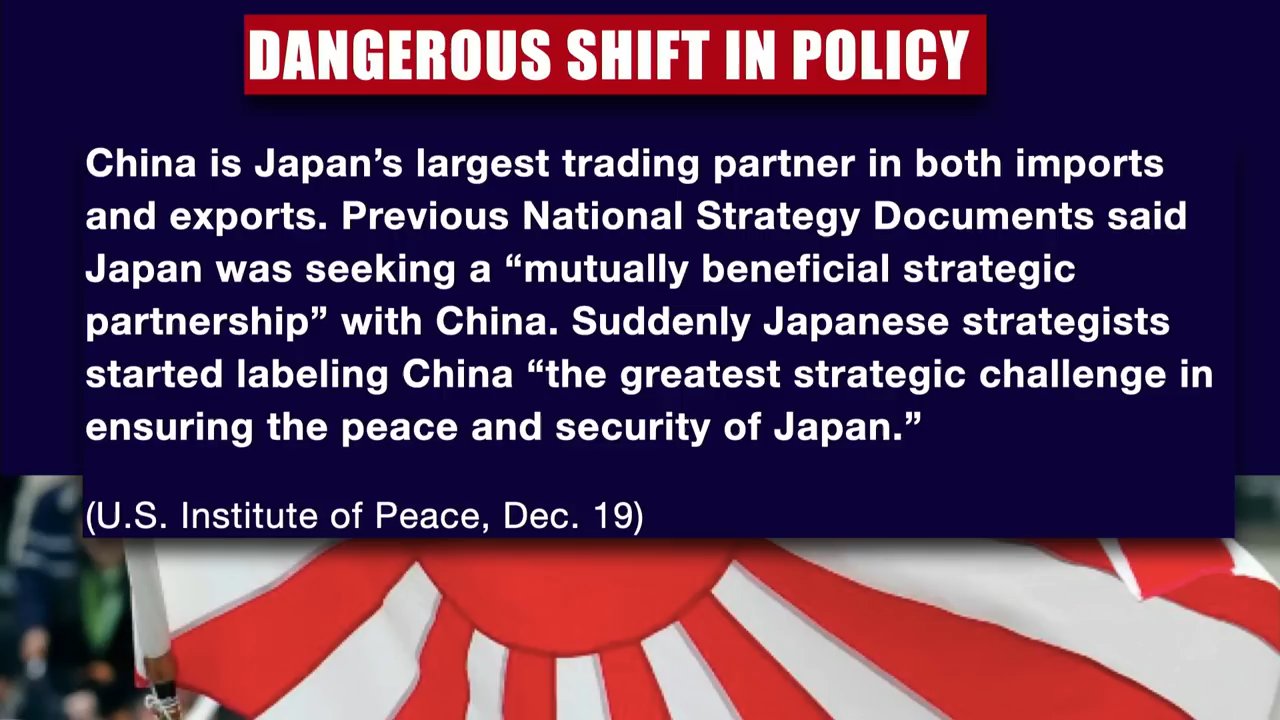 DANGEROUS SHIFT IN POLICY
China is Japan’s largest trading partner in both imports
and exports. Previous National Strategy Documents said
Japan was seeking a “mutually beneficial strategic
partnership” with China. Suddenly Japanese strategists
started labeling China “the greatest strategic challenge in
ensuring the peace and security of Japan.”
(U.S. Institute of Peace, Dec. 19)